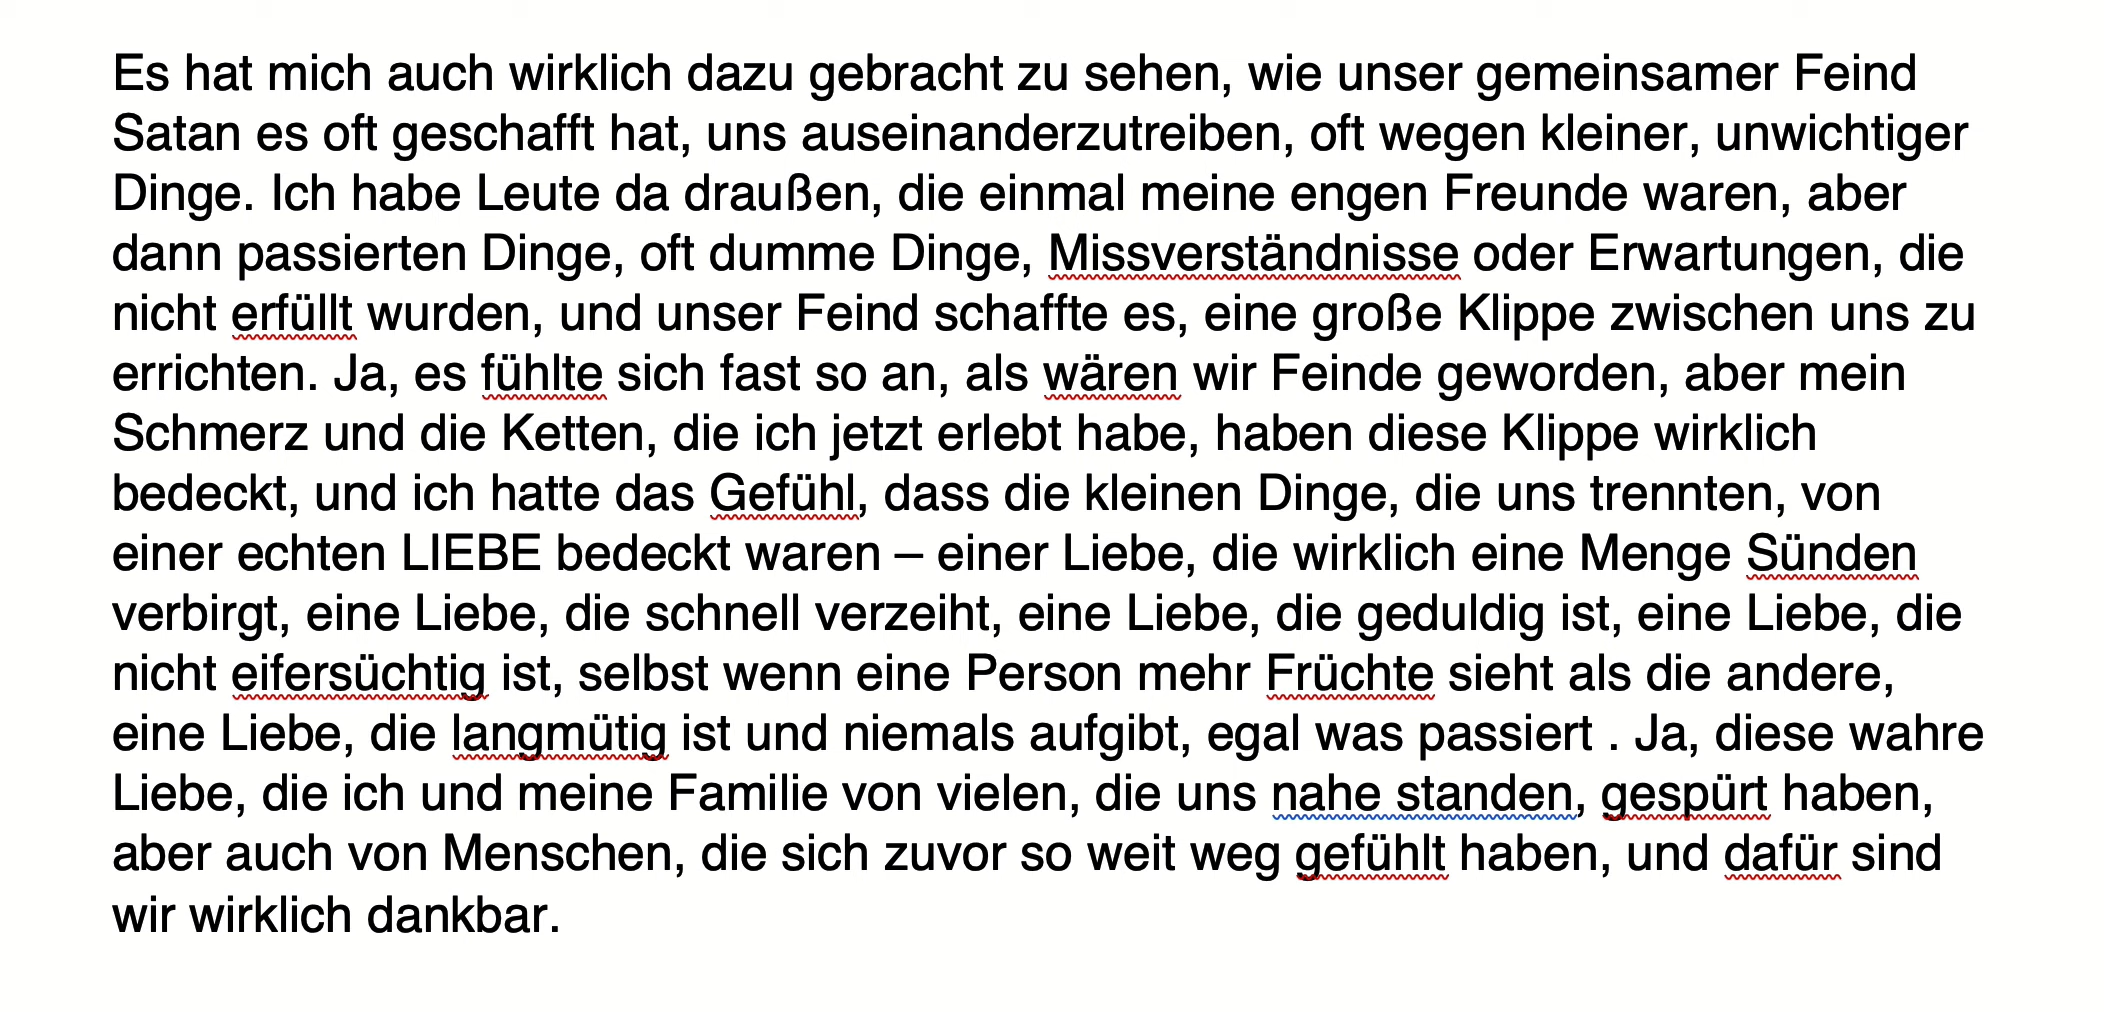 Es hat mich auch wirklich dazu gebracht zu sehen, wie unser gemeinsamer Feind
Satan es oft geschafft hat, uns auseinanderzutreiben, oft wegen kleiner, unwichtiger
Dinge. Ich habe Leute da draußen, die einmal meine engen Freunde waren, aber
dann passierten Dinge, oft dumme Dinge, Missverständnisse oder Erwartungen, die
nicht erfüllt wurden, und unser Feind schaffte es, eine große Klippe zwischen uns zu
errichten. Ja, es fühlte sich fast so an, als wären wir Feinde geworden, aber mein
Schmerz und die Ketten, die ich jetzt erlebt habe, haben diese Klippe wirklich
bedeckt, und ich hatte das Gefühl, dass die kleinen Dinge, die uns trennten, von
einer echten LIEBE bedeckt waren – einer Liebe, die wirklich eine Menge Sünden
verbirgt, eine Liebe, die schnell verzeiht, eine Liebe, die geduldig ist, eine Liebe, die
nicht eifersüchtig ist, selbst wenn eine Person mehr Früchte sieht als die andere,
eine Liebe, die langmütig ist und niemals aufgibt, egal was passiert . Ja, diese wahre
Liebe, die ich und meine Familie von vielen, die uns nahe standen, gespürt haben,
aber auch von Menschen, die sich zuvor so weit weg gefühlt haben, und dafür sind
wir wirklich dankbar.